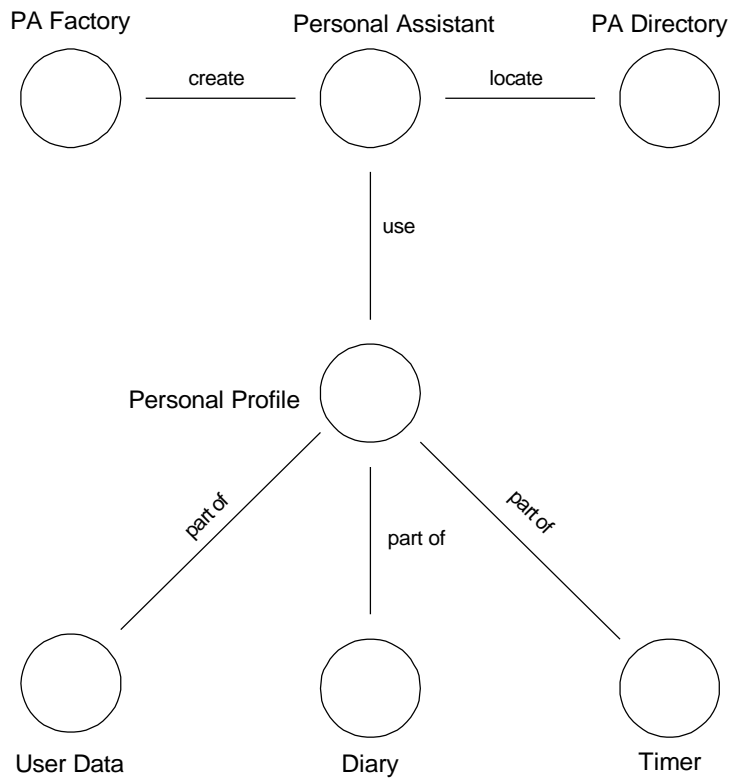 PA Factory
Personal Assistant
PA Directory
create
locate
use
Personal Profile
part of
part of
part of
User Data
Diary
Timer